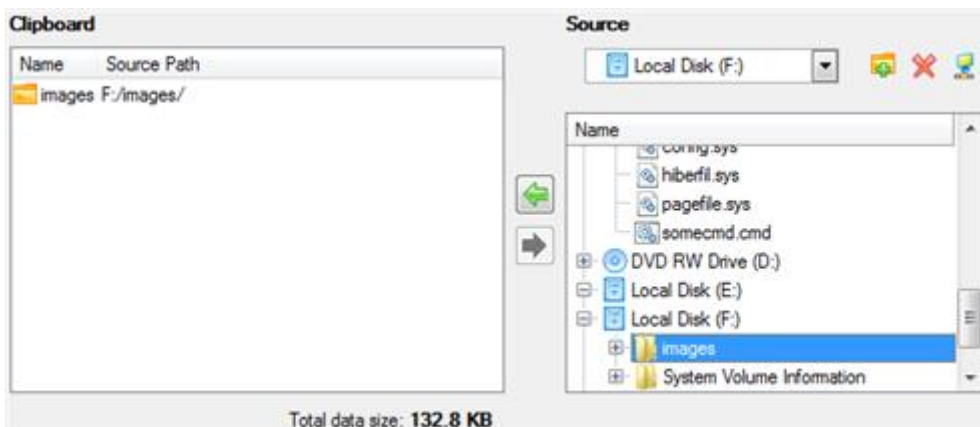 Clipboard
Name Source Path
images F:/images/
Total data size: 132.8 KB
Source
Local Disk (F:)
Name
config.sys
hiberfil.sys
pagefile.sys
somecmd.cmd
DVD RW Drive (D:)
Local Disk (E:)
Local Disk (F:)
images
System Volume Information